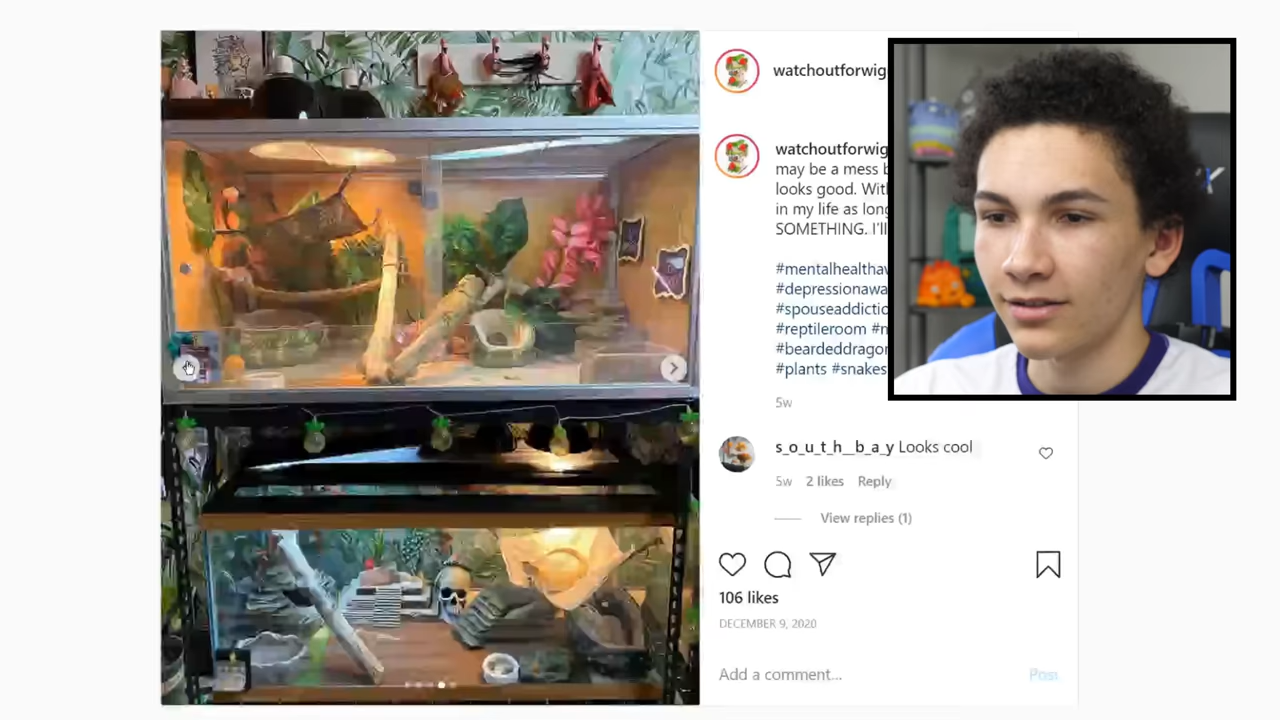 watchoutforwig
watchoutforwig
may be a mess
looks good. Wit
in my life as long
SOMETHING. I'll
#mentalhealtha
#depressionawa
#spouseaddictio
#reptileroom
#beardeddragor
#plants #snakes
5w
s_o_u_t_h__b_a_y Looks cool
5w 2 likes Reply
View replies (1)
106 likes
DECEMBER 9, 2020
Add a comment...
Post